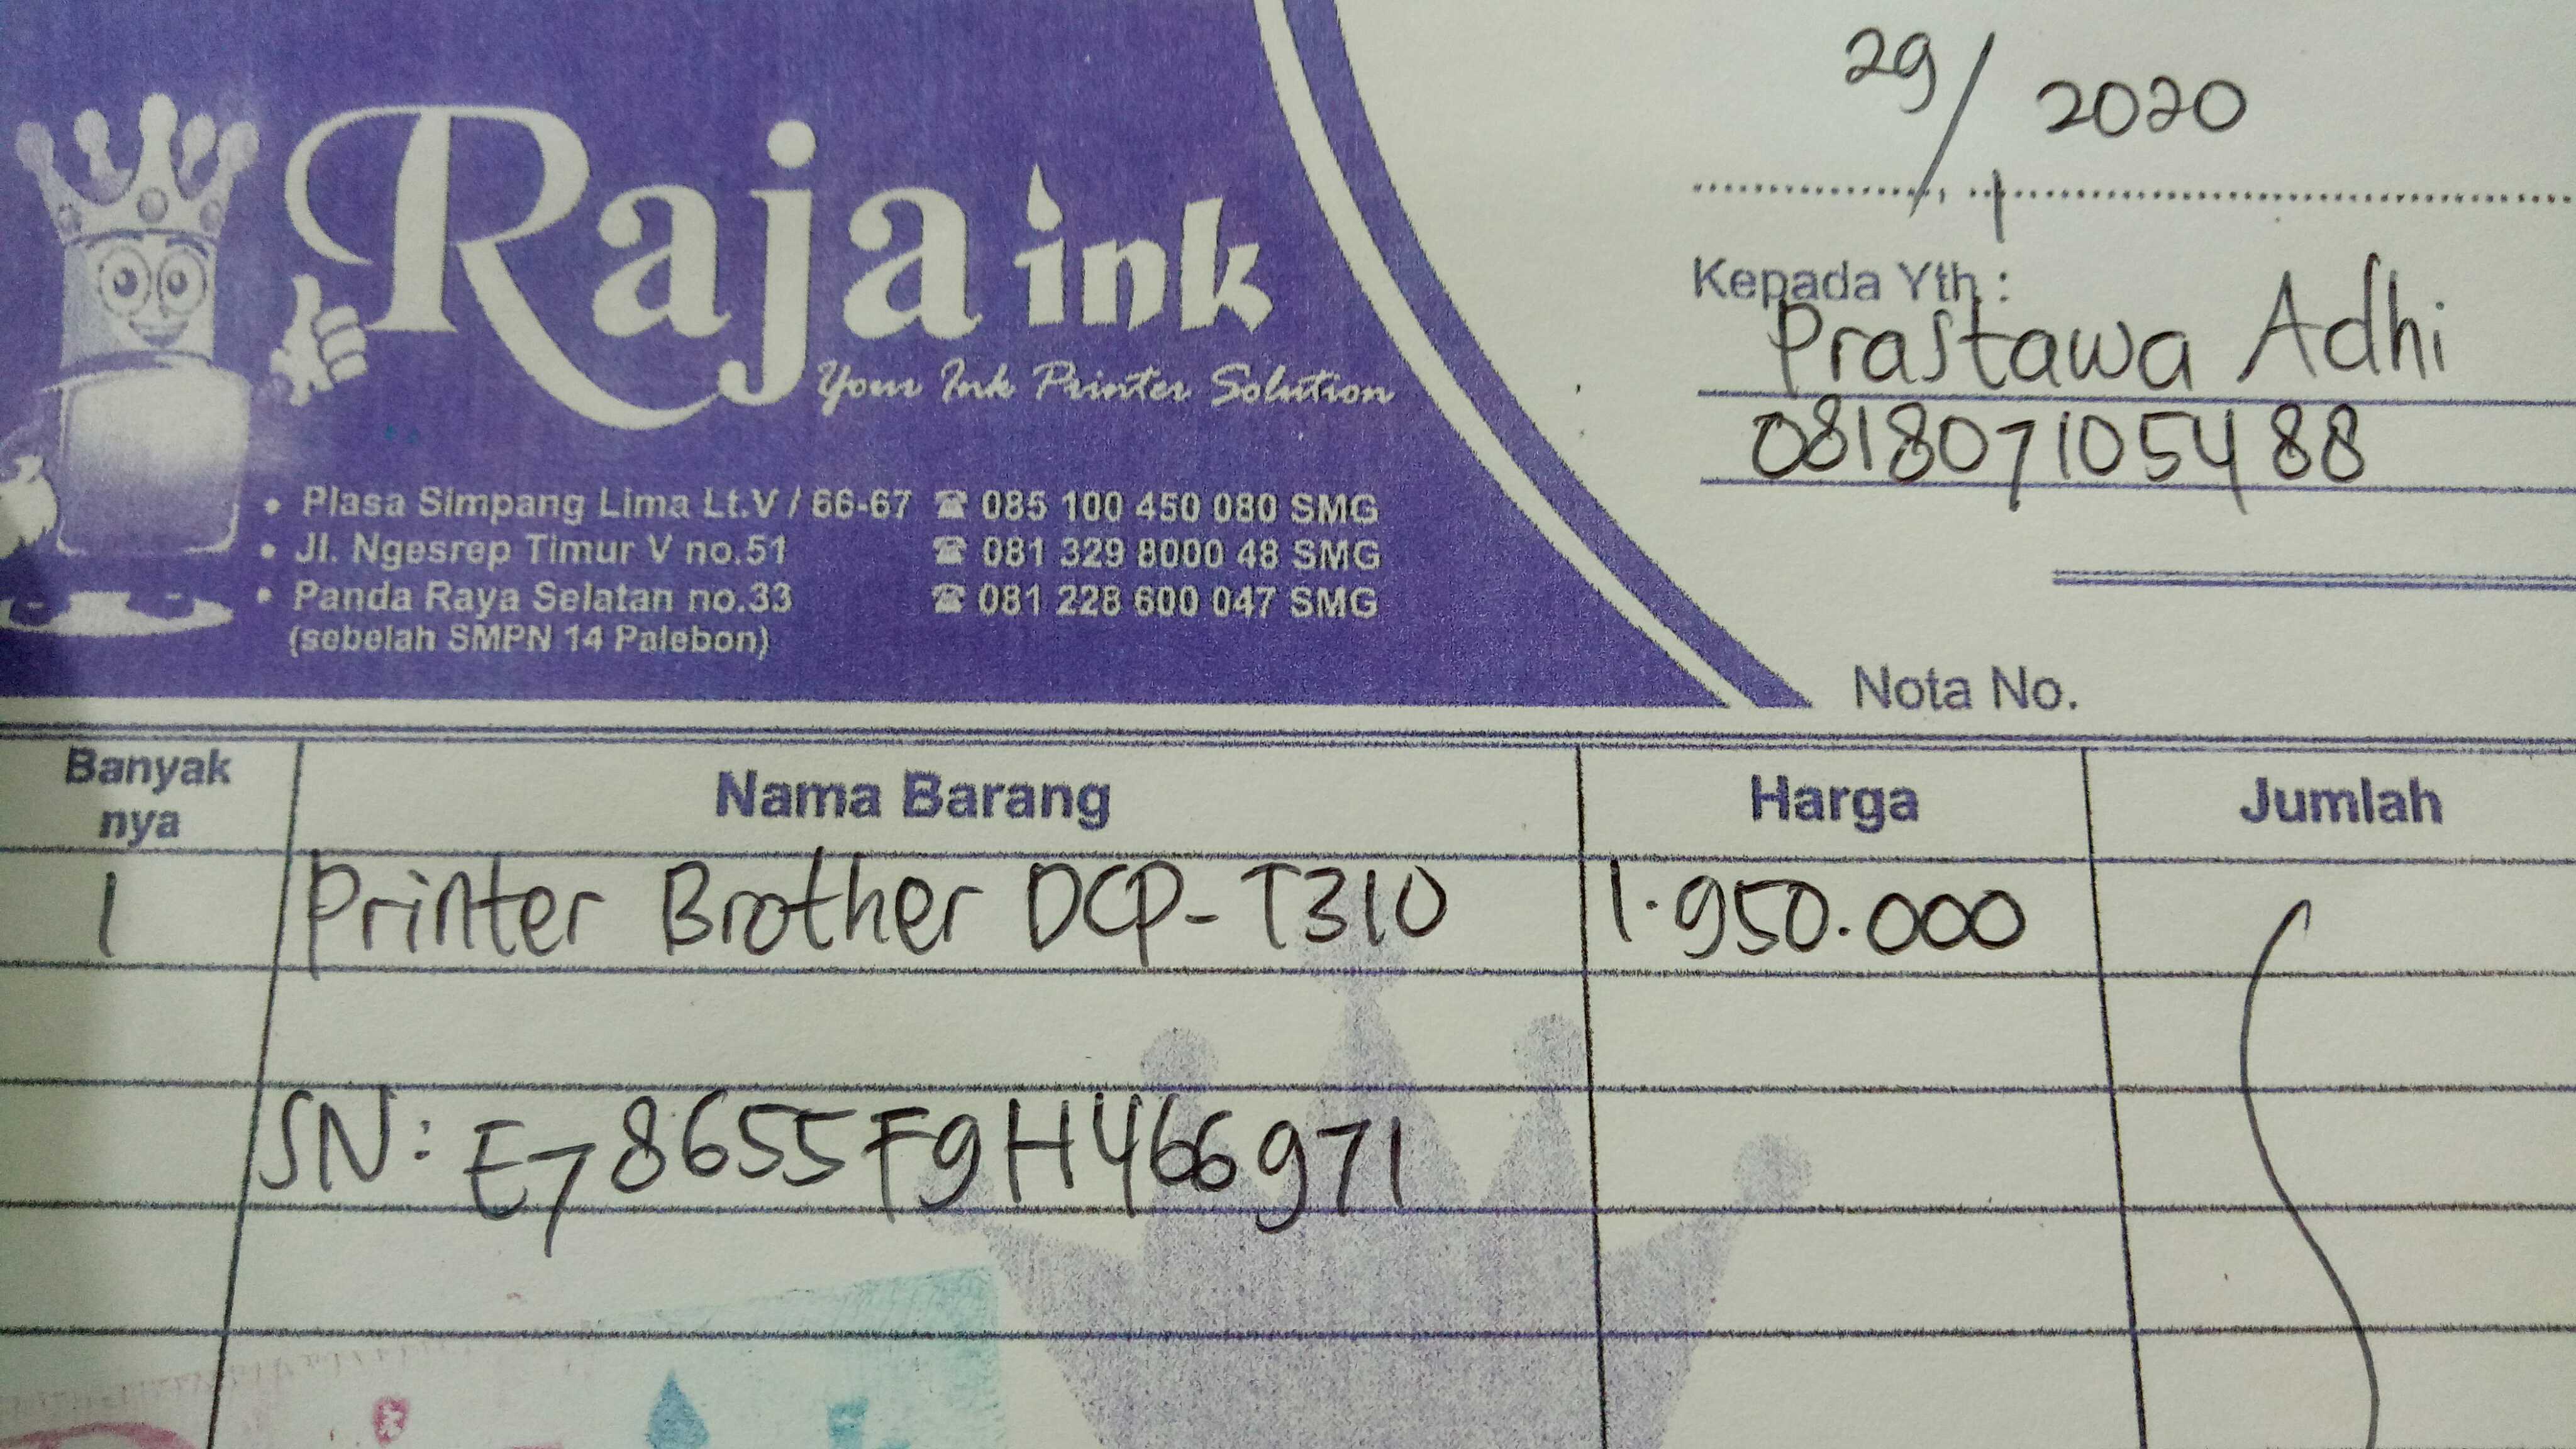 Raja ink
Your Ink Printer Solution
• Plasa Simpang Lima Lt.V / 66-67 ☎ 085 100 450 080 SMG
• Jl. Ngesrep Timur V no.51 ☎ 081 329 8000 48 SMG
• Panda Raya Selatan no.33 ☎ 081 228 600 047 SMG
(sebelah SMPN 14 Palebon)
29/1 2020
Kepada Yth :
Prastawa Adhi
081807105488
Nota No.
Banyak nya Nama Barang Harga Jumlah
1 Printer Brother DCP-T310 1.950.000
SN: E78655F9H466971